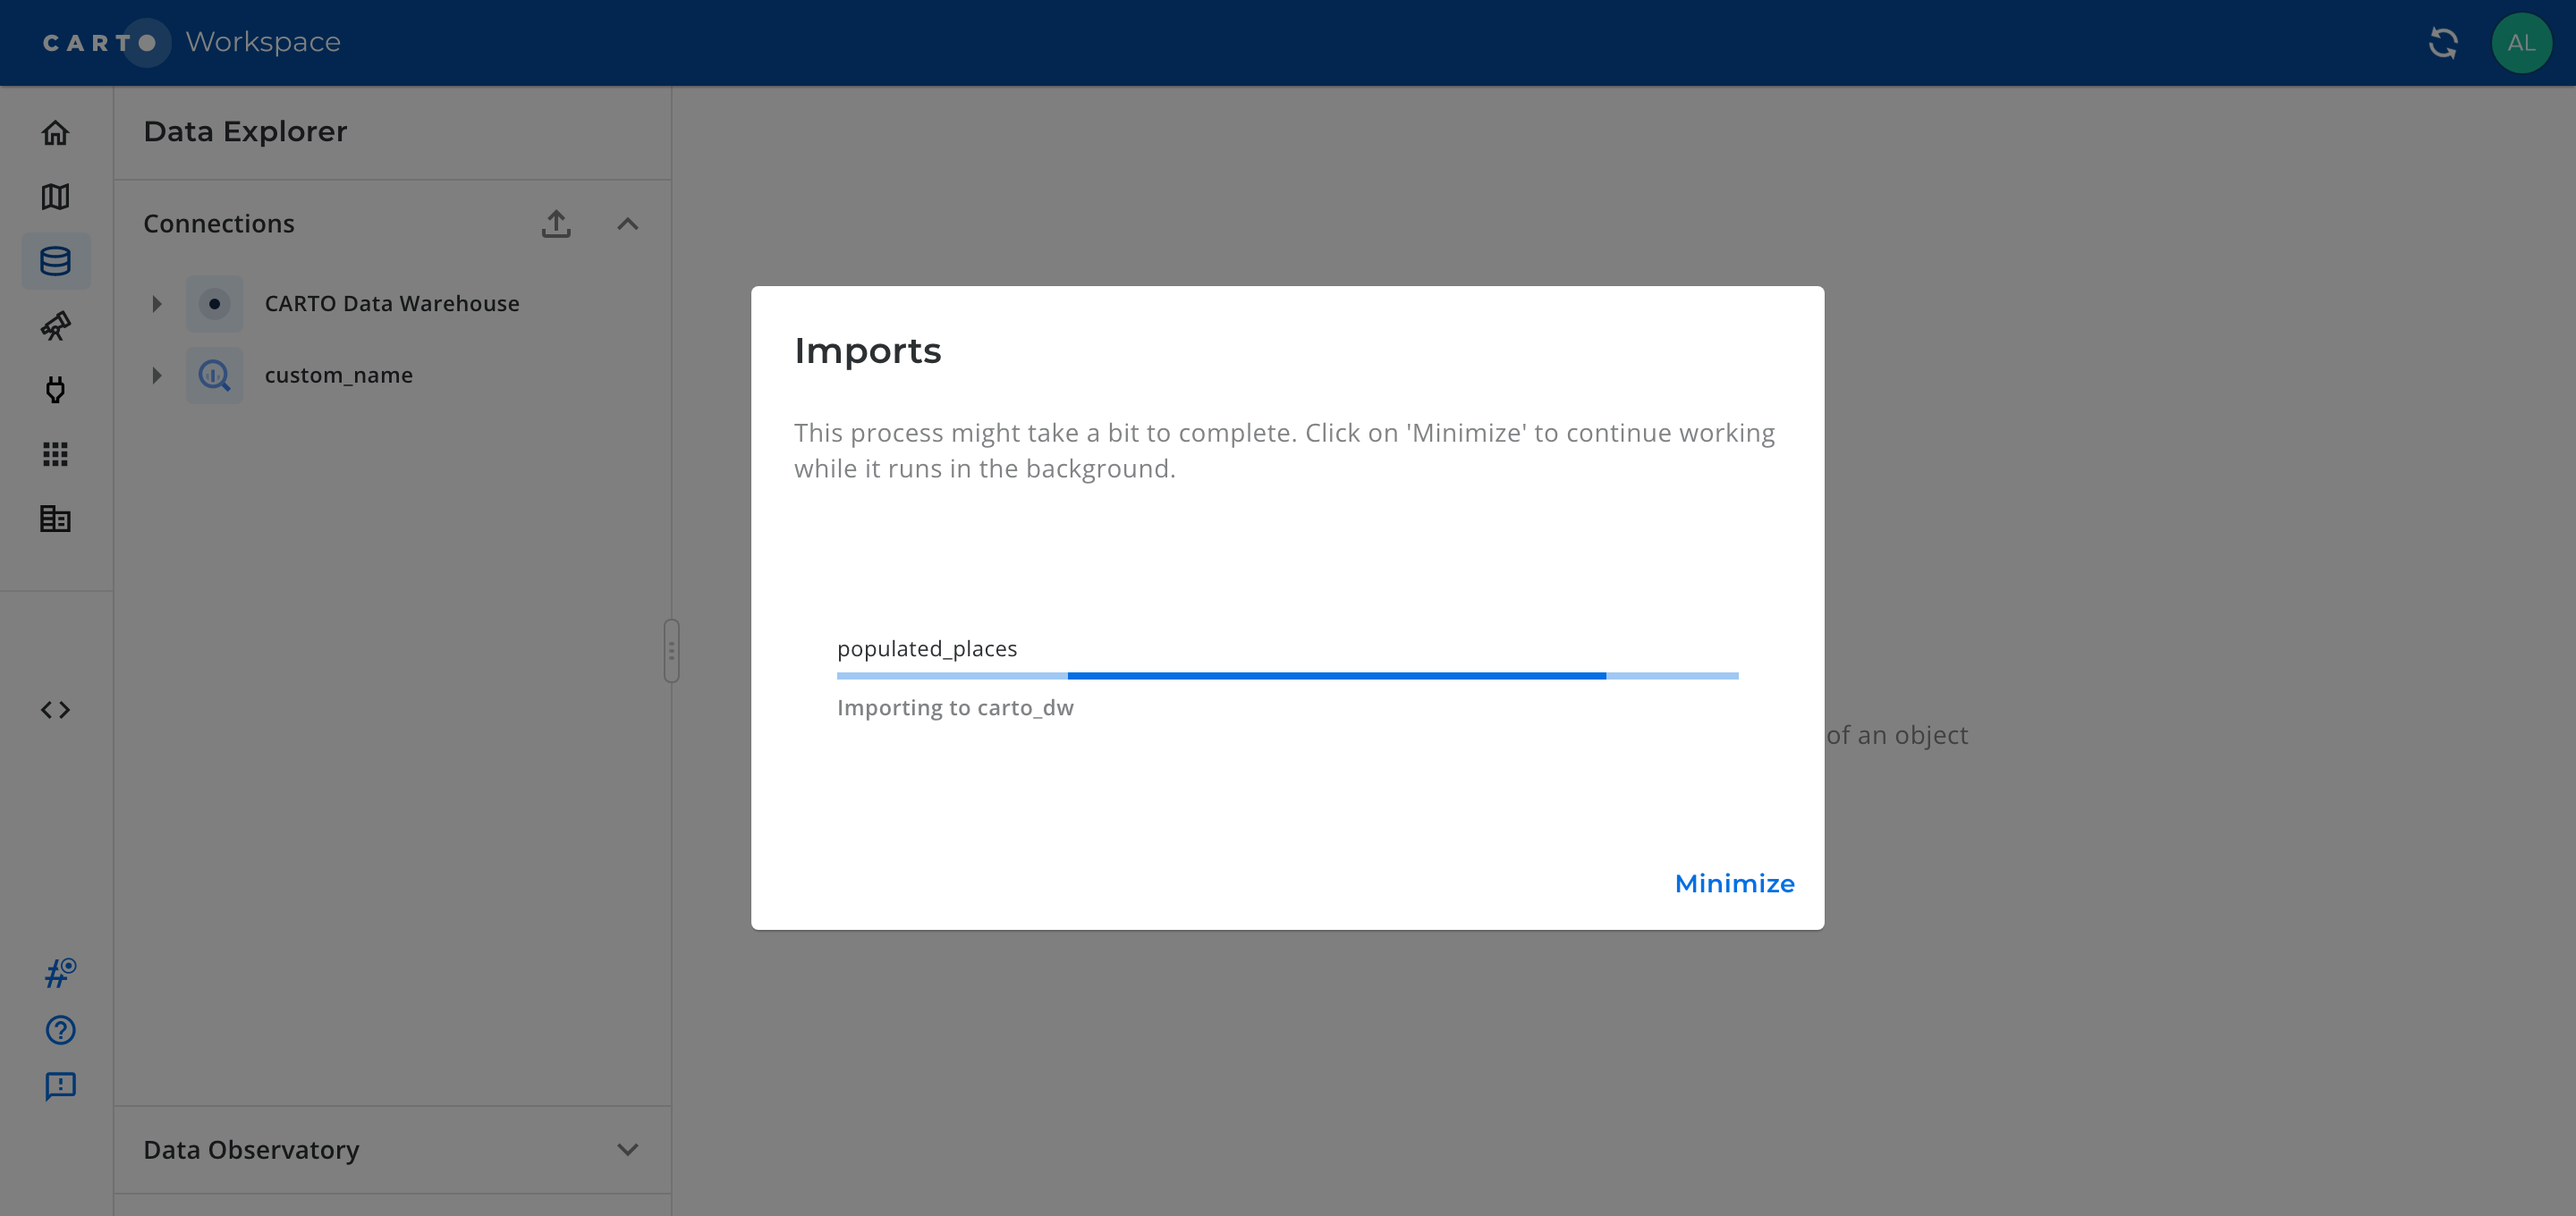 CARTO Workspace
AL
Data Explorer
Connections
CARTO Data Warehouse
custom_name
Imports
This process might take a bit to complete. Click on 'Minimize' to continue working
while it runs in the background.
populated_places
Importing to carto_dw
of an object
Minimize
Data Observatory